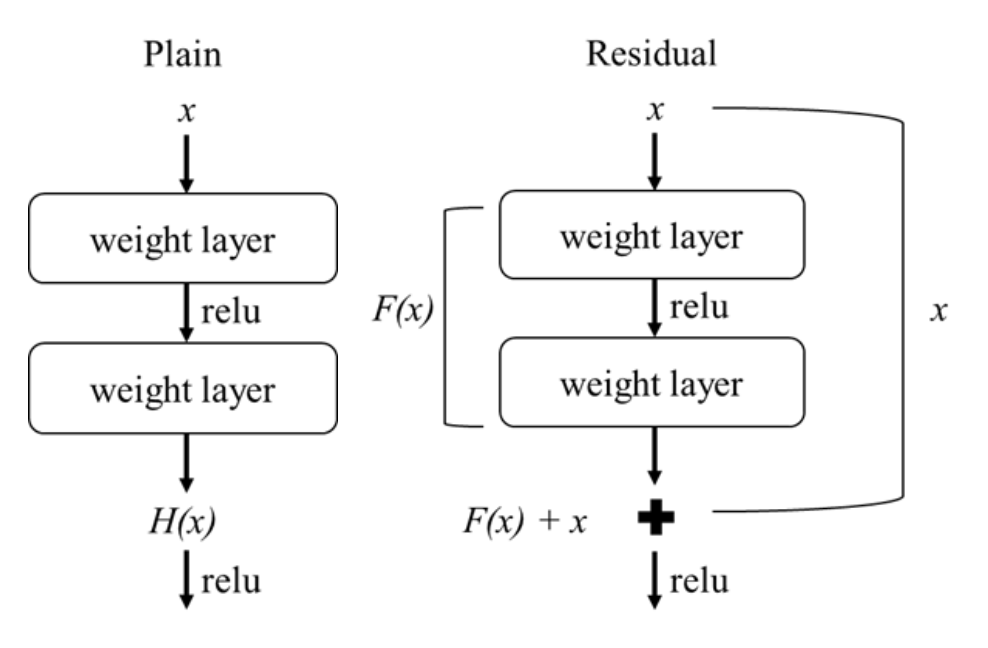 Plain
x
weight layer
relu
weight layer
H(x)
relu
Residual
x
weight layer
F(x)
relu
x
weight layer
F(x) + x
relu